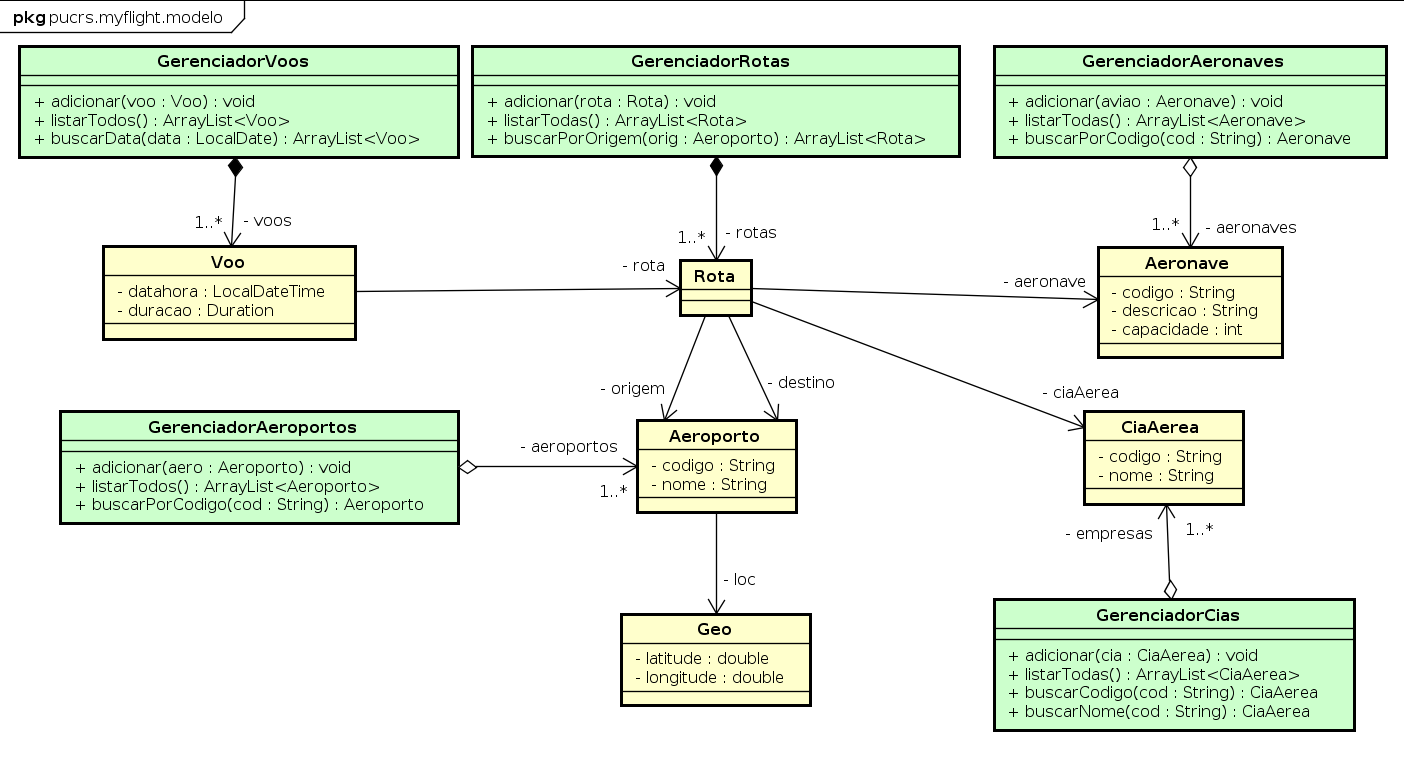 pkg pucrs.myflight.modelo
GerenciadorVoos
+ adicionar(voo : Voo) : void
+ listarTodos() : ArrayList<Voo>
+ buscarData(data : LocalDate) : ArrayList<Voo>
GerenciadorRotas
+ adicionar(rota : Rota) : void
+ listarTodas() : ArrayList<Rota>
+ buscarPorOrigem(orig : Aeroporto) : ArrayList<Rota>
GerenciadorAeronaves
+ adicionar(aviao : Aeronave) : void
+ listarTodas() : ArrayList<Aeronave>
+ buscarPorCodigo(cod : String) : Aeronave
1..*
- voos
1..*
- rotas
1..*
- aeronaves
Voo
- datahora : LocalDateTime
- duracao : Duration
- rota
Rota
- aeronave
Aeronave
- codigo : String
- descricao : String
- capacidade : int
- origem
- destino
- ciaAerea
GerenciadorAeroportos
+ adicionar(aero : Aeroporto) : void
+ listarTodos() : ArrayList<Aeroporto>
+ buscarPorCodigo(cod : String) : Aeroporto
- aeroportos
1..*
Aeroporto
- codigo : String
- nome : String
CiaAerea
- codigo : String
- nome : String
- empresas
1..*
- loc
Geo
- latitude : double
- longitude : double
GerenciadorCias
+ adicionar(cia : CiaAerea) : void
+ listarTodas() : ArrayList<CiaAerea>
+ buscarCodigo(cod : String) : CiaAerea
+ buscarNome(cod : String) : CiaAerea